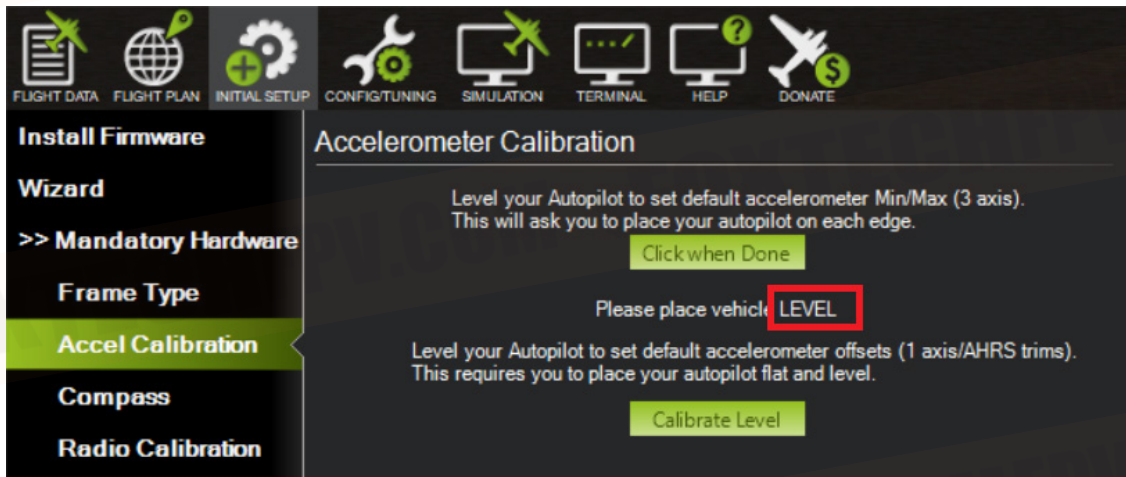 FLIGHT DATA FLIGHT PLAN INITIAL SETUP CONFIG/TUNING SIMULATION TERMINAL HELP DONATE
Install Firmware
Wizard
>> Mandatory Hardware
Frame Type
Accel Calibration
Compass
Radio Calibration
Accelerometer Calibration
Level your Autopilot to set default accelerometer Min/Max (3 axis).
This will ask you to place your autopilot on each edge.
Click when Done
Please place vehicle LEVEL
Level your Autopilot to set default accelerometer offsets (1 axis/AHRS trims).
This requires you to place your autopilot flat and level.
Calibrate Level